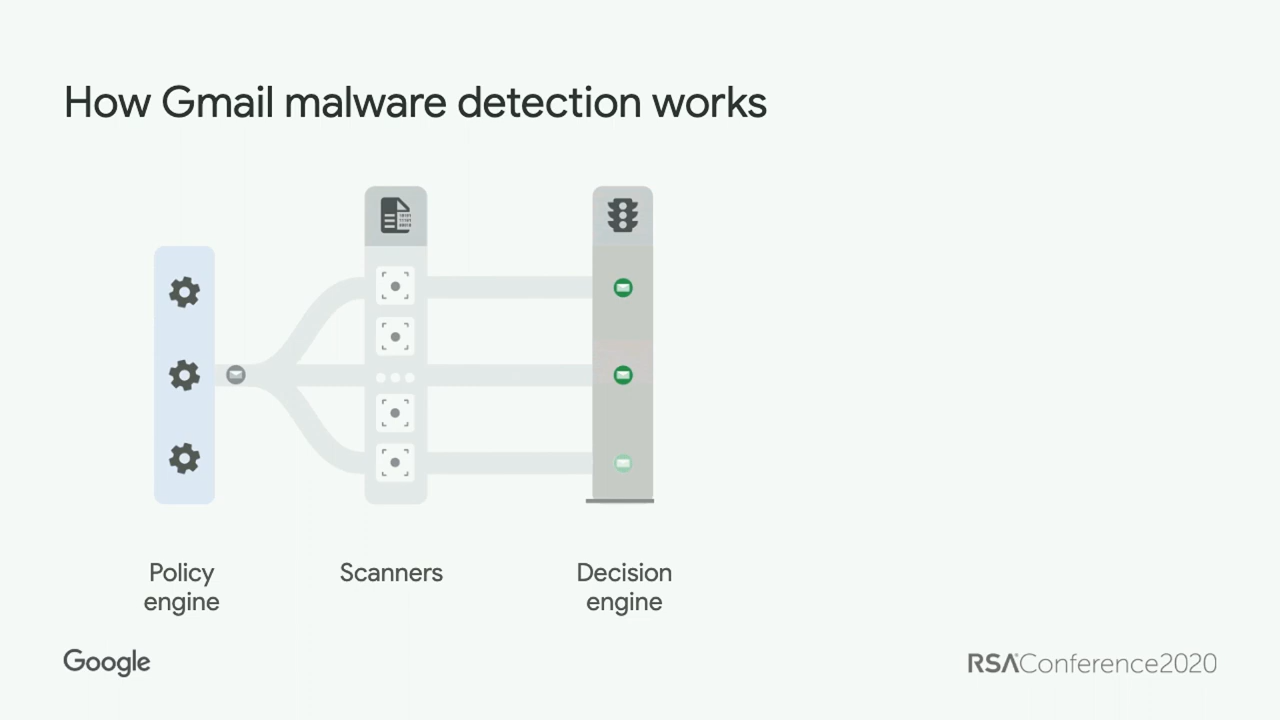 How Gmail malware detection works
Policy
engine
Scanners
Decision
engine
Google
RSAConference2020